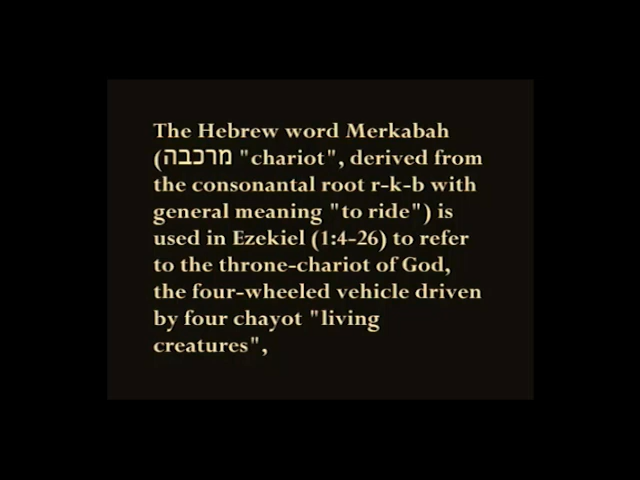 The Hebrew word Merkabah
(מרכבה "chariot", derived from
the consonantal root r-k-b with
general meaning "to ride") is
used in Ezekiel (1:4-26) to refer
to the throne-chariot of God,
the four-wheeled vehicle driven
by four chayot "living
creatures",